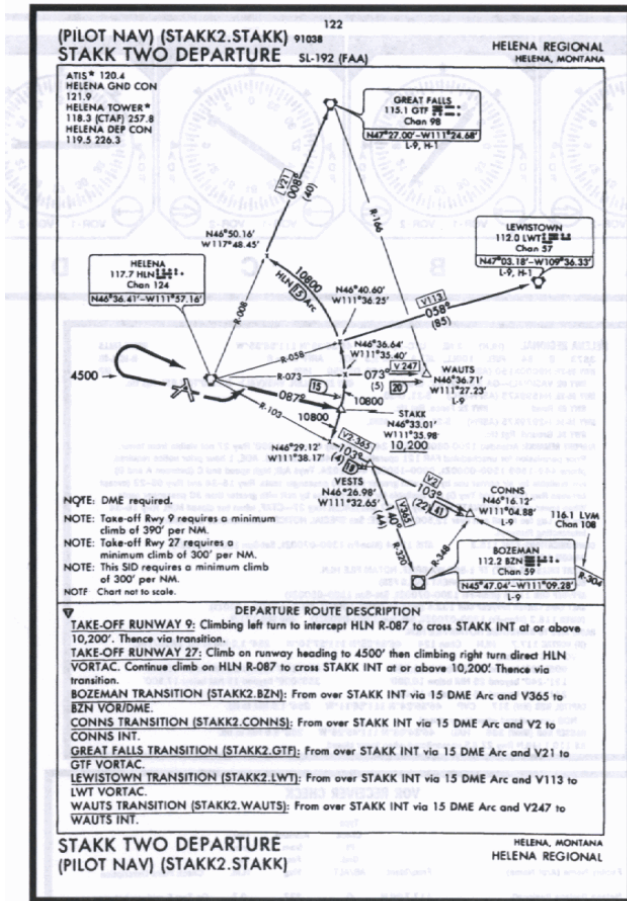 122
(PILOT NAV) (STAKK2.STAKK) 91038
STAKK TWO DEPARTURE SL-192 (FAA)
HELENA REGIONAL
HELENA, MONTANA
ATIS* 120.4
HELENA GND CON
121.9
HELENA TOWER*
118.3 (CTAF) 257.8
HELENA DEP CON
119.5 226.3
GREAT FALLS
115.1 GTF
Chan 98
N47°27.00'-W111°24.68'
L-9, H-1
V21
008°
(40)
R-166
N46°50.16'
W117°48.45'
LEWISTOWN
112.0 LWT
Chan 57
N47°03.18'-W109°36.33'
L-9, H-1
HELENA
117.7 HLN
Chan 124
N46°36.41'-W111°57.16'
10800
HLN 15 Arc
N46°40.60'
W111°36.25'
V113
058°
(85)
R-008
R-058
R-073
N46°36.64'
W111°35.40'
V 247
073°
(5)
15
20
WAUTS
N46°36.71'
W111°27.32'
L-9
4500
087°
R-103
10800
10800
STAKK
N46°33.01'
W111°35.98'
10,200
N46°29.12'
W111°38.17'
V2-365
103°
(4)
VESTS
N46°26.98'
W111°32.65'
V365
140°
(44)
V2
103°
(22)
CONNS
N46°16.12'
W111°04.88'
L-9
116.1 LVM
Chan 108
R-304
R-320
R-348
BOZEMAN
112.2 BZN
Chan 59
N45°47.04'-W111°09.28'
L-9
NOTE: DME required.
NOTE: Take-off Rwy 9 requires a minimum
climb of 390' per NM.
NOTE: Take-off Rwy 27 requires a
minimum climb of 300' per NM.
NOTE: This SID requires a minimum climb
of 300' per NM.
NOTE Chart not to scale.
DEPARTURE ROUTE DESCRIPTION
TAKE-OFF RUNWAY 9: Climbing left turn to intercept HLN R-087 to cross STAKK INT at or above
10,200'. Thence via transition.
TAKE-OFF RUNWAY 27: Climb on runway heading to 4500' then climbing right turn direct HLN
VORTAC. Continue climb on HLN R-087 to cross STAKK INT at or above 10,200'. Thence via
transition.
BOZEMAN TRANSITION (STAKK2.BZN): From over STAKK INT via 15 DME Arc and V365 to
BZN VOR/DME.
CONNS TRANSITION (STAKK2.CONNS): From over STAKK INT via 15 DME Arc and V2 to
CONNS INT.
GREAT FALLS TRANSITION (STAKK2.GTF): From over STAKK INT via 15 DME Arc and V21 to
GTF VORTAC.
LEWISTOWN TRANSITION (STAKK2.LWT): From over STAKK INT via 15 DME Arc and V113 to
LWT VORTAC.
WAUTS TRANSITION (STAKK2.WAUTS): From over STAKK INT via 15 DME Arc and V247 to
WAUTS INT.
STAKK TWO DEPARTURE
(PILOT NAV) (STAKK2.STAKK)
HELENA, MONTANA
HELENA REGIONAL